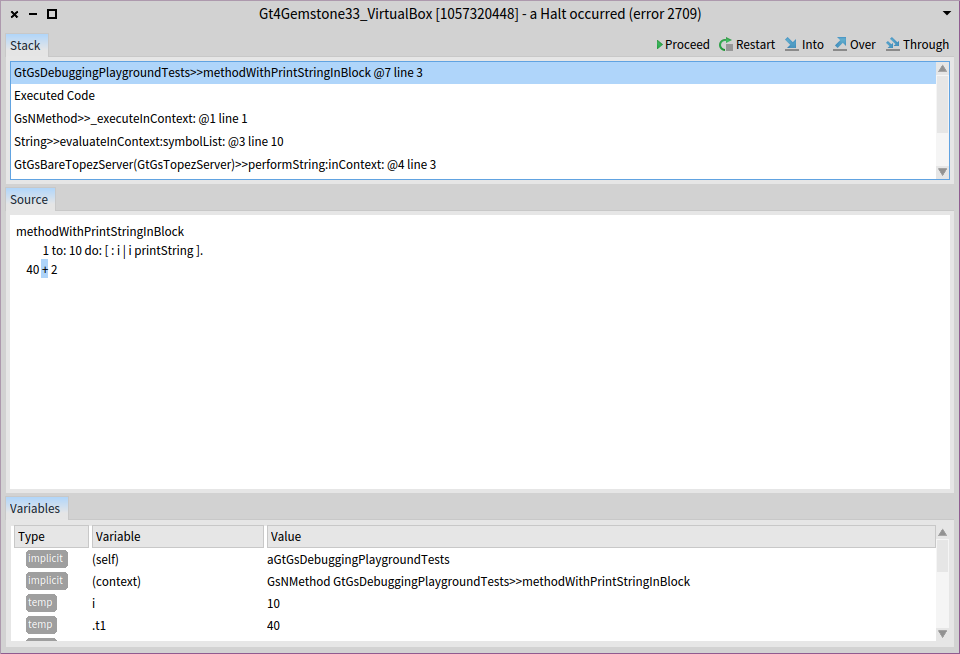 Gt4Gemstone33_VirtualBox [1057320448] - a Halt occurred (error 2709)
Stack
Proceed Restart Into Over Through
GtGsDebuggingPlaygroundTests>>methodWithPrintStringInBlock @7 line 3
Executed Code
GsNMethod>>_executeInContext: @1 line 1
String>>evaluateInContext:symbolList: @3 line 10
GtGsBareTopezServer(GtGsTopezServer)>>performString:inContext: @4 line 3
Source
methodWithPrintStringInBlock
1 to: 10 do: [ : i | i printString ].
40 + 2
Variables
Type Variable Value
implicit (self) aGtGsDebuggingPlaygroundTests
implicit (context) GsNMethod GtGsDebuggingPlaygroundTests>>methodWithPrintStringInBlock
temp i 10
temp .t1 40